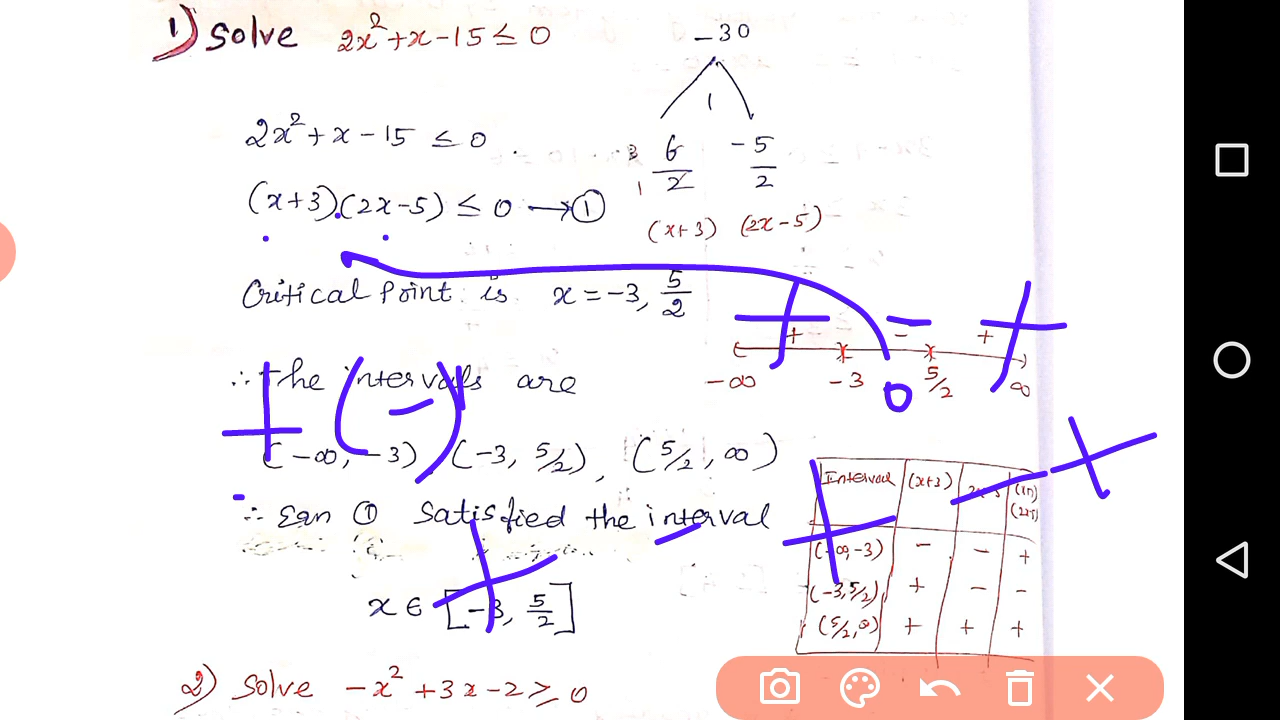 1) Solve 2x²+x-15 ≤ 0
-30
1
6/2 -5/2
3
1
(x+3) (2x-5)
2x²+x-15 ≤ 0
(x+3)(2x-5) ≤ 0 → ①
Critical Point is x = -3, 5/2
+ - +
-∞ -3 0 5/2 ∞
∴ The intervals are
(-∞, -3), (-3, 5/2), (5/2, ∞)
∴ Eqn ① Satisfied the interval
x ∈ [-3, 5/2]
Interval (x+3)
(-∞,-3) - - +
(-3,5/2) + - -
(5/2,∞) + + +
2) Solve -x²+3x-2 ≥ 0